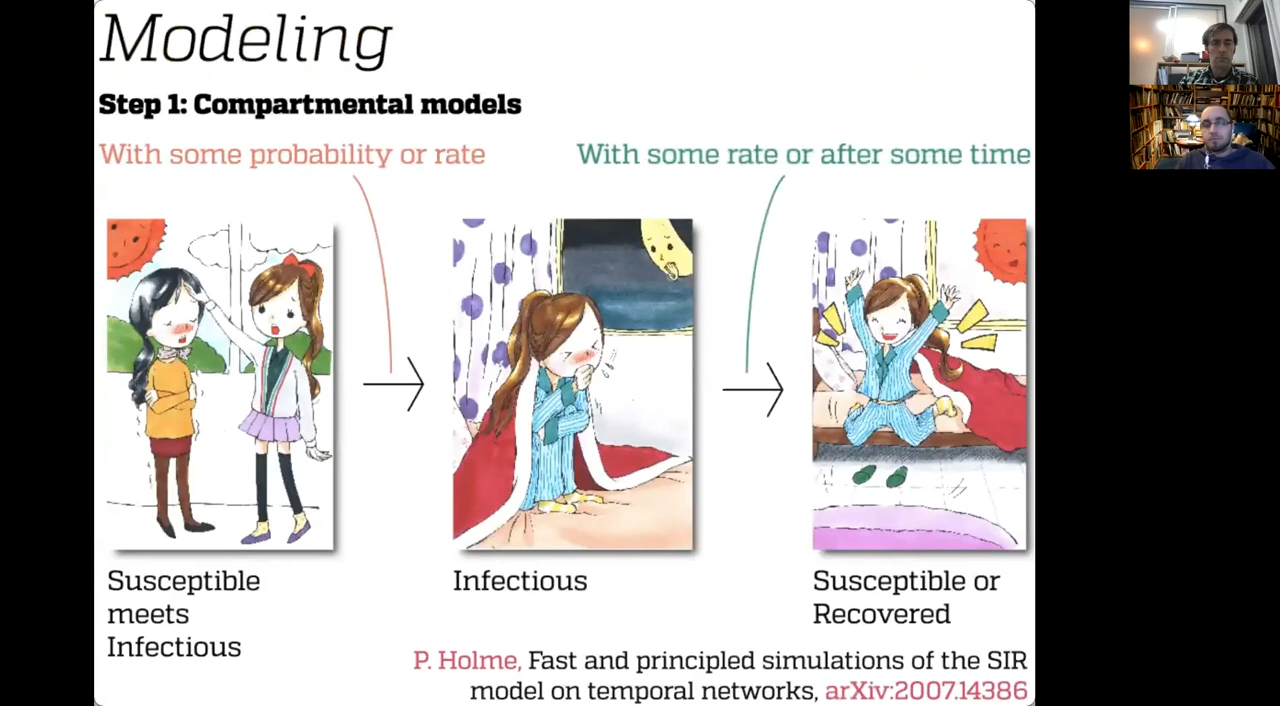 Modeling
Step 1: Compartmental models
With some probability or rate
With some rate or after some time
Susceptible
meets
Infectious
Infectious
Susceptible or
Recovered
P. Holme, Fast and principled simulations of the SIR
model on temporal networks, arXiv:2007.14386